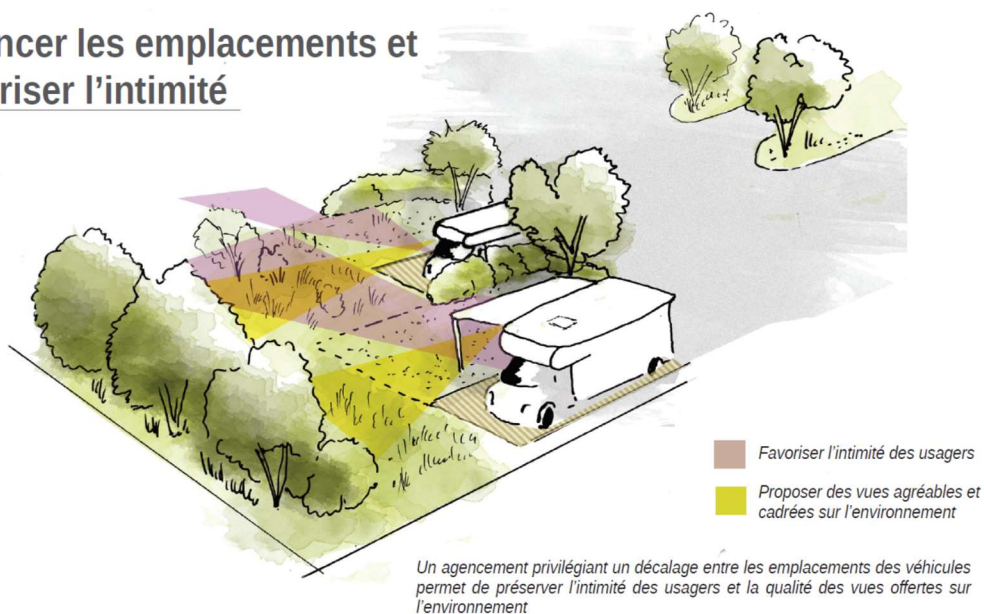 ncer les emplacements et
riser l’intimité
Favoriser l’intimité des usagers
Proposer des vues agréables et
cadrées sur l’environnement
Un agencement privilégiant un décalage entre les emplacements des véhicules
permet de préserver l’intimité des usagers et la qualité des vues offertes sur
l’environnement